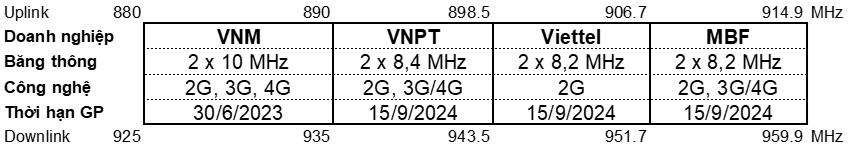 Uplink 880 890 898.5 906.7 914.9 MHz
Doanh nghiệp VNM VNPT Viettel MBF
Băng thông 2 x 10 MHz 2 x 8,4 MHz 2 x 8,2 MHz 2 x 8,2 MHz
Công nghệ 2G, 3G, 4G 2G, 3G/4G 2G 2G, 3G/4G
Thời hạn GP 30/6/2023 15/9/2024 15/9/2024 15/9/2024
Downlink 925 935 943.5 951.7 959.9 MHz